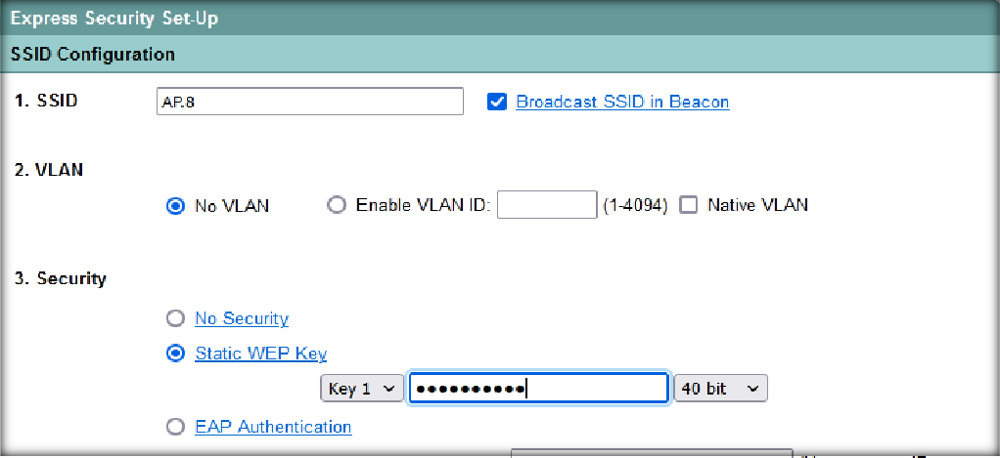 Express Security Set-Up
SSID Configuration
1. SSID AP.8 Broadcast SSID in Beacon
2. VLAN
No VLAN Enable VLAN ID: (1-4094) Native VLAN
3. Security
No Security
Static WEP Key
Key 1 •••••••••• 40 bit
EAP Authentication